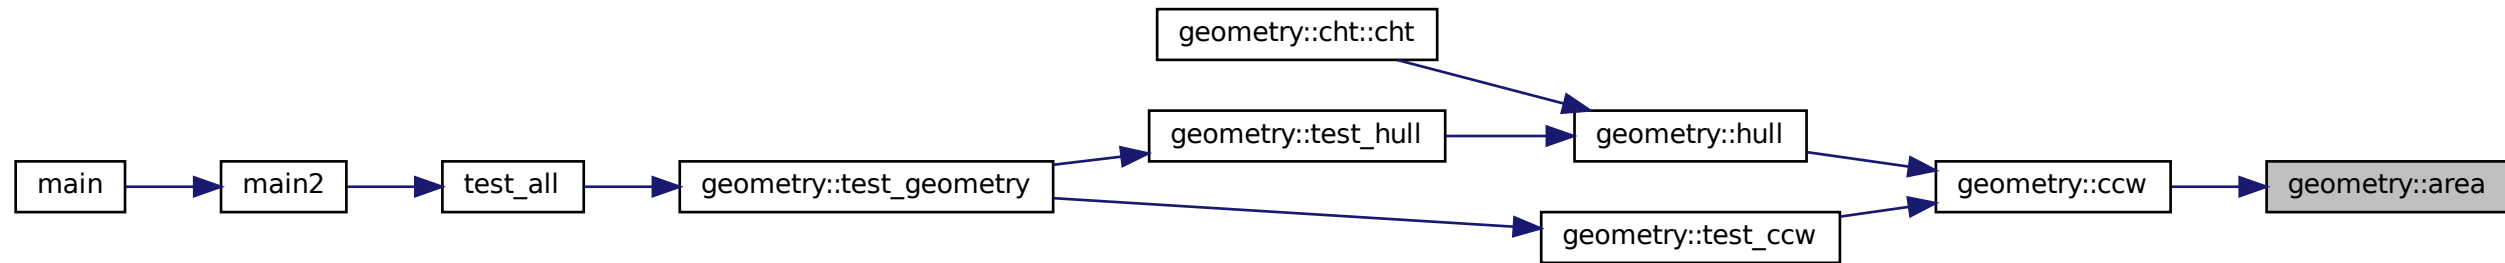 geometry::cht::cht
geometry::test_hull
geometry::hull
main
main2
test_all
geometry::test_geometry
geometry::ccw
geometry::area
geometry::test_ccw